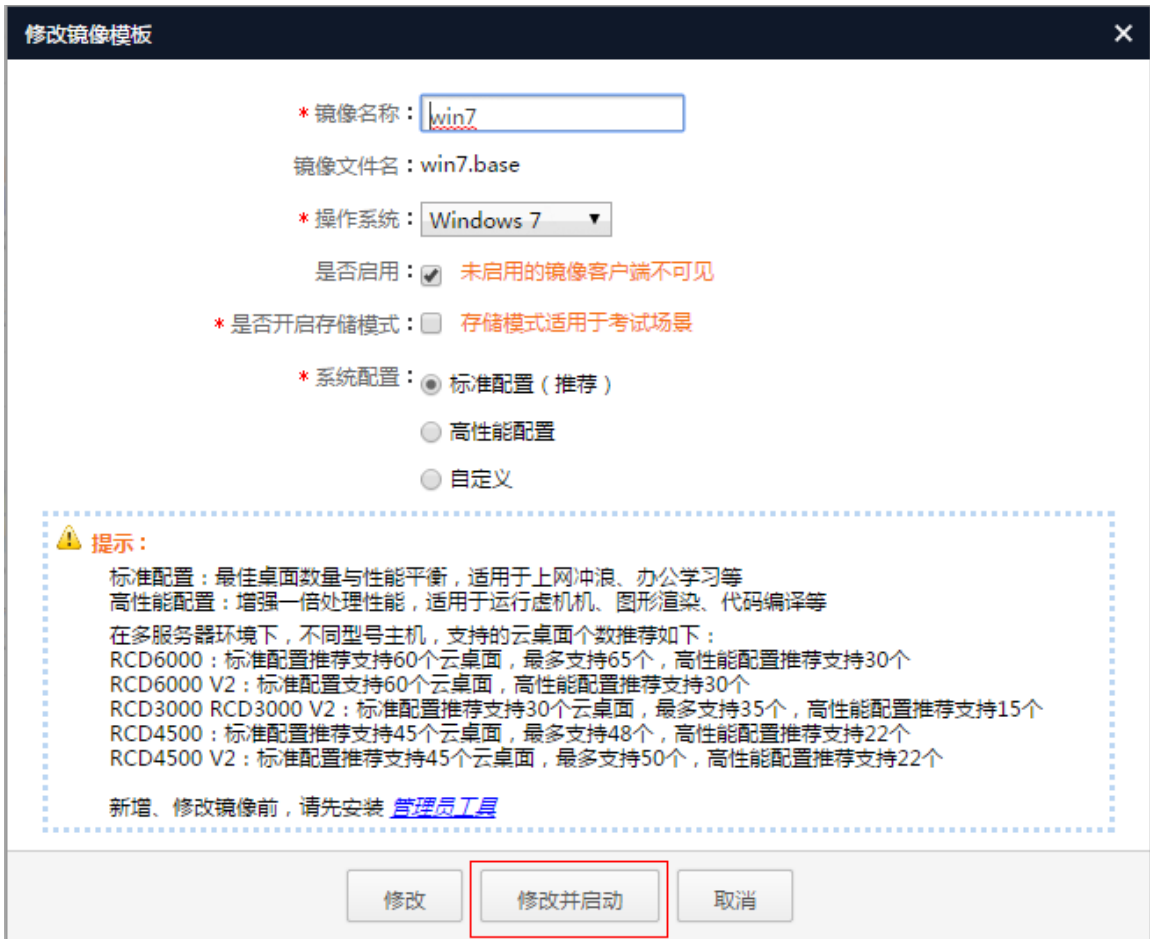 修改镜像模板
* 镜像名称：win7
镜像文件名：win7.base
* 操作系统：Windows 7
是否启用： 未启用的镜像客户端不可见
* 是否开启存储模式： 存储模式适用于考试场景
* 系统配置： 标准配置（推荐）
高性能配置
自定义
提示：
标准配置：最佳桌面数量与性能平衡，适用于上网冲浪、办公学习等
高性能配置：增强一倍处理性能，适用于运行虚机机、图形渲染、代码编译等
在多服务器环境下，不同型号主机，支持的云桌面个数推荐如下：
RCD6000：标准配置推荐支持60个云桌面，最多支持65个，高性能配置推荐支持30个
RCD6000 V2：标准配置支持60个云桌面，高性能配置推荐支持30个
RCD3000 RCD3000 V2：标准配置推荐支持30个云桌面，最多支持35个，高性能配置推荐支持15个
RCD4500：标准配置推荐支持45个云桌面，最多支持48个，高性能配置推荐支持22个
RCD4500 V2：标准配置推荐支持45个云桌面，最多支持50个，高性能配置推荐支持22个
新增、修改镜像前，请先安装 管理员工具
修改 修改并启动 取消